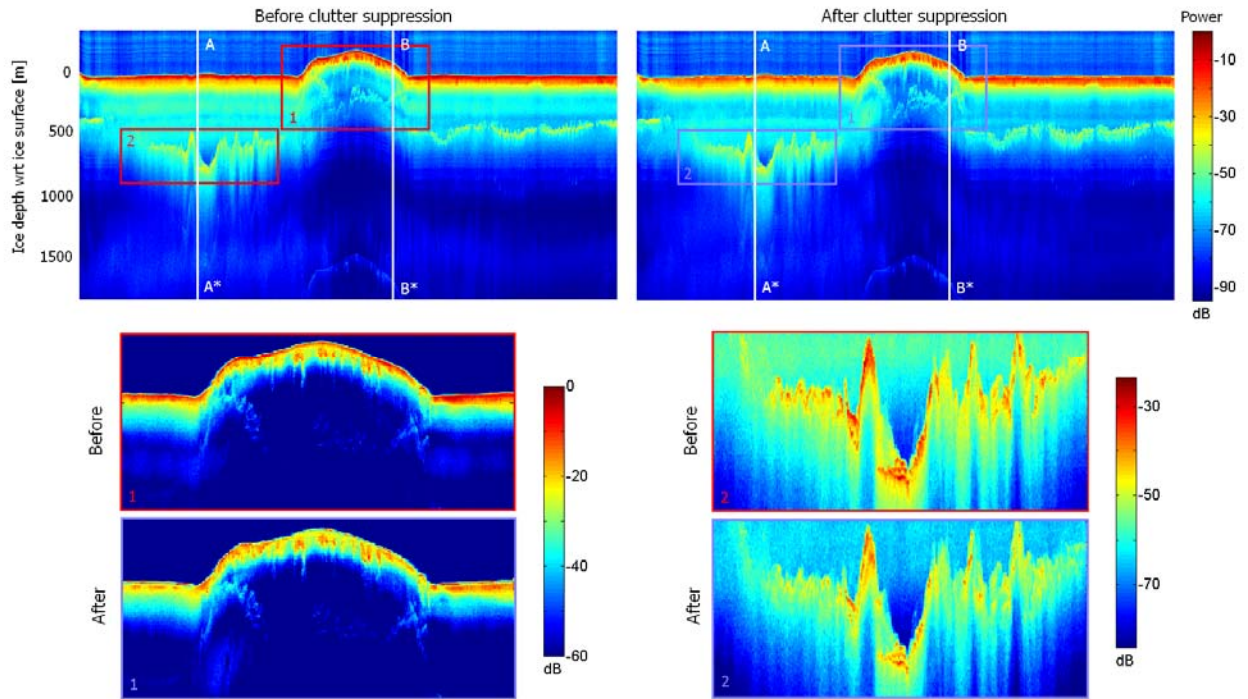 Before clutter suppression
After clutter suppression
Power
Ice depth wrt ice surface [m]
0
500
1000
1500
A
B
1
2
A*
B*
A
B
1
2
A*
B*
-10
-30
-50
-70
-90
dB
Before
1
After
1
0
-20
-40
-60
dB
Before
2
After
2
-30
-50
-70
dB